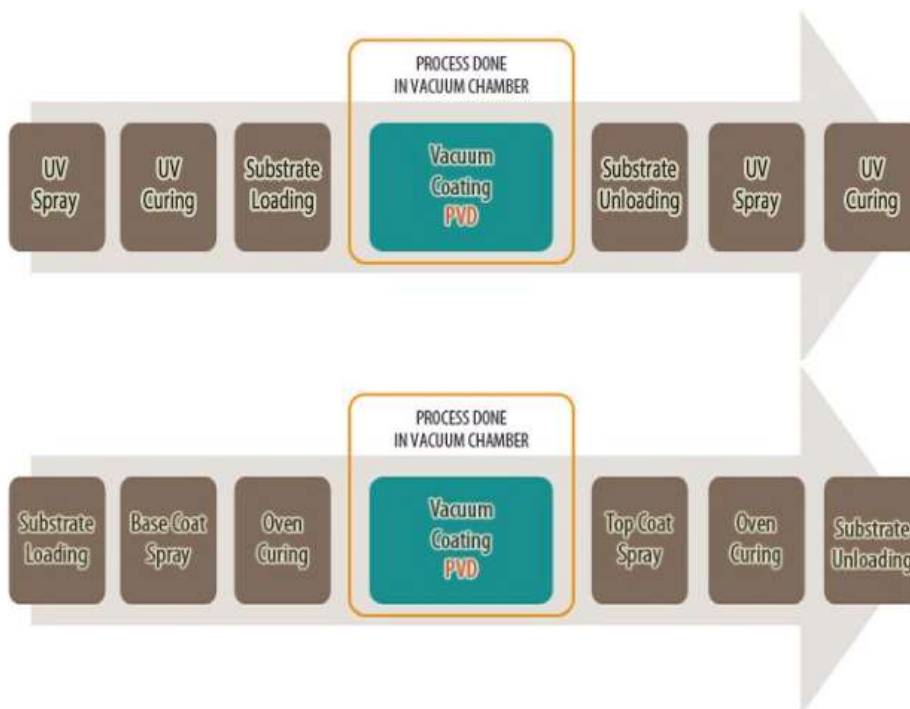 PROCESS DONE
IN VACUUM CHAMBER
UV
Spray
UV
Curing
Substrate
Loading
Vacuum
Coating
PVD
Substrate
Unloading
UV
Spray
UV
Curing
PROCESS DONE
IN VACUUM CHAMBER
Substrate
Loading
Base Coat
Spray
Oven
Curing
Vacuum
Coating
PVD
Top Coat
Spray
Oven
Curing
Substrate
Unloading